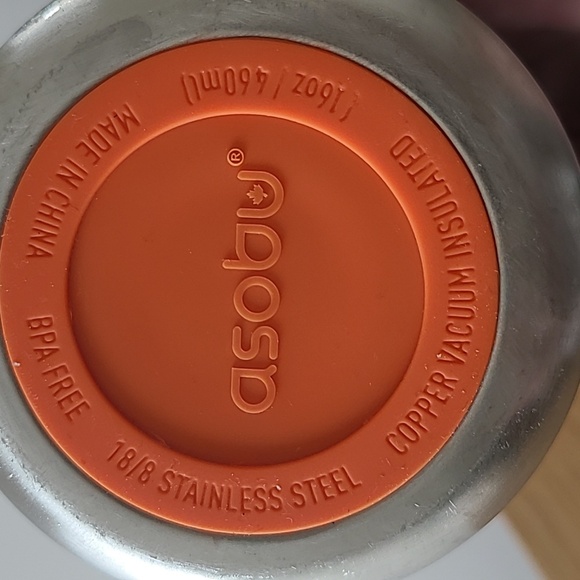 asobu®
COPPER VACUUM INSULATED
18/8 STAINLESS STEEL
BPA FREE
MADE IN CHINA
(16oz / 460ml)